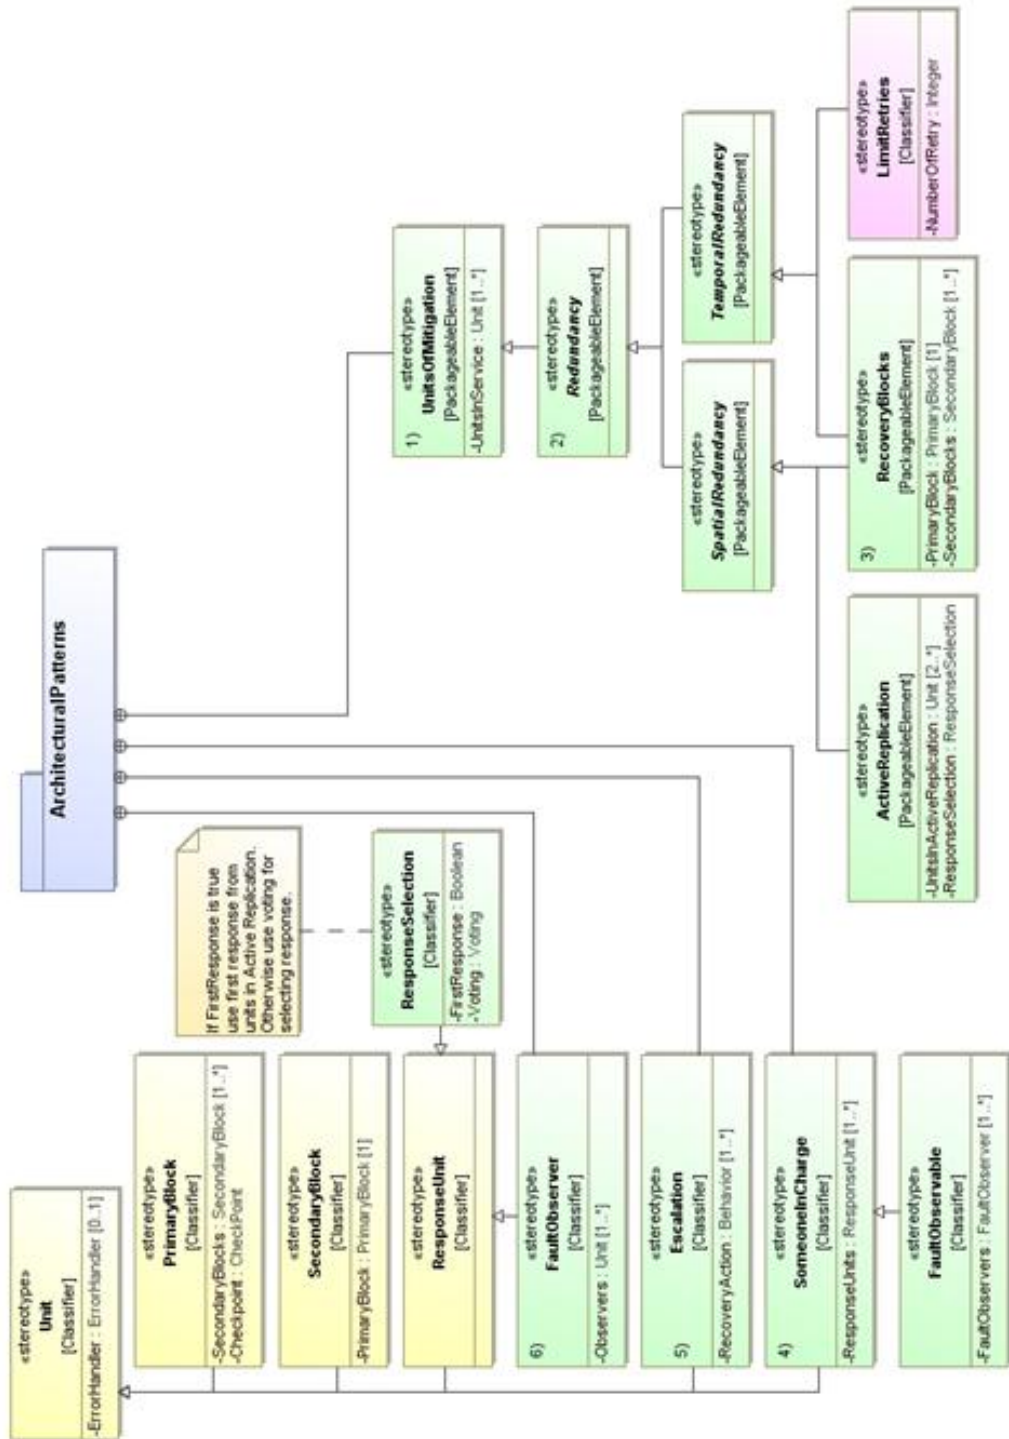 ArchitecturalPatterns
«stereotype»
Unit
[Classifier]
-ErrorHandler : ErrorHandler [0..1]
«stereotype»
PrimaryBlock
[Classifier]
-SecondaryBlocks : SecondaryBlock [1..*]
-Checkpoint : CheckPoint
If FirstResponse is true
use first response from
units in Active Replication.
Otherwise use voting for
selecting response.
«stereotype»
SecondaryBlock
[Classifier]
-PrimaryBlock : PrimaryBlock [1]
«stereotype»
ResponseUnit
[Classifier]
«stereotype»
ResponseSelection
[Classifier]
-FirstResponse : Boolean
-Voting : Voting
«stereotype»
1)
UnitsOfMitigation
[PackageableElement]
-UnitsInService : Unit [1..*]
«stereotype»
6)
FaultObserver
[Classifier]
-Observers : Unit [1..*]
«stereotype»
2)
Redundancy
[PackageableElement]
«stereotype»
5)
Escalation
[Classifier]
-RecoveryAction : Behavior [1..*]
«stereotype»
SpatialRedundancy
[PackageableElement]
«stereotype»
TemporalRedundancy
[PackageableElement]
«stereotype»
4)
SomeoneInCharge
[Classifier]
-ResponseUnits : ResponseUnit [1..*]
«stereotype»
FaultObservable
[Classifier]
-FaultObservers : FaultObserver [1..*]
«stereotype»
ActiveReplication
[PackageableElement]
-UnitsInActiveReplication : Unit [2..*]
-ResponseSelection : ResponseSelection
«stereotype»
3)
RecoveryBlocks
[PackageableElement]
-PrimaryBlock : PrimaryBlock [1]
-SecondaryBlocks : SecondaryBlock [1..*]
«stereotype»
LimitRetries
[Classifier]
-NumberOfRetry : Integer